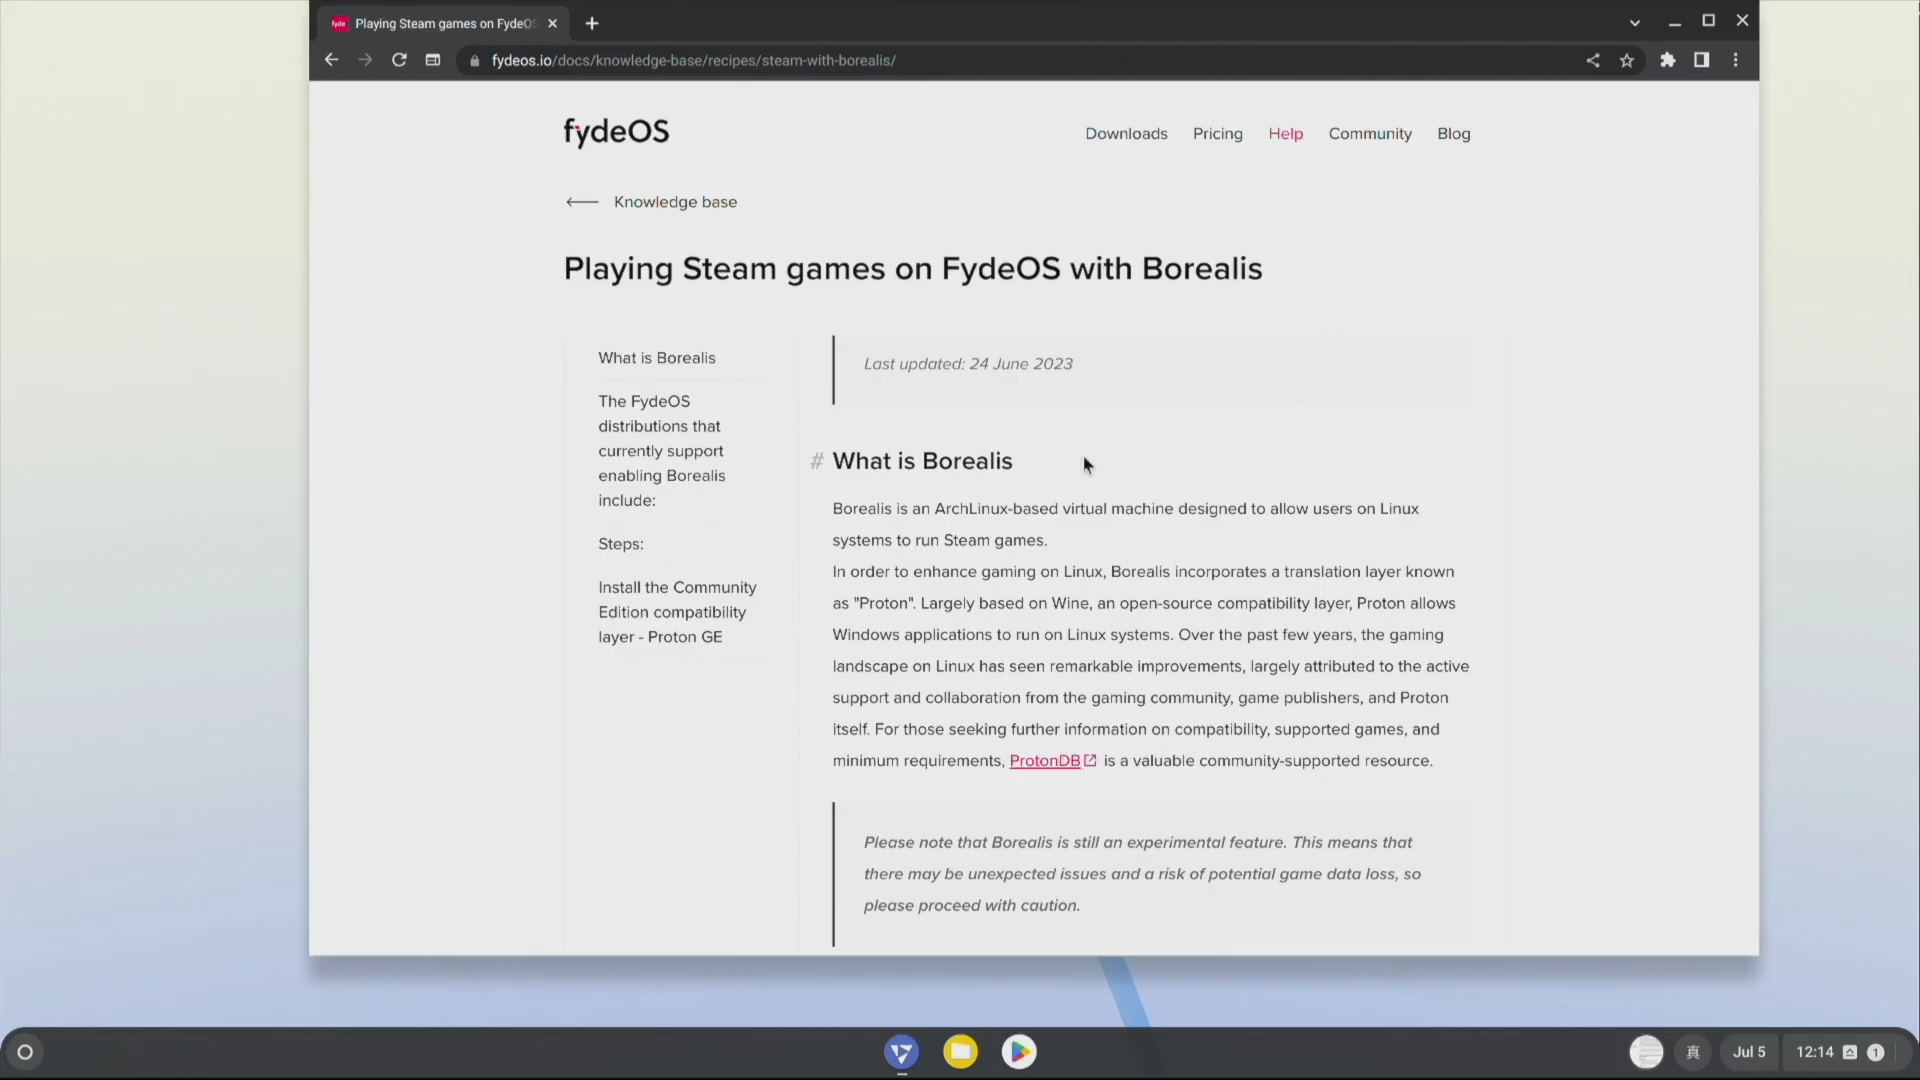 fyde Playing Steam games on FydeOS
fydeos.io/docs/knowledge-base/recipes/steam-with-borealis/
fydeOS
Downloads Pricing Help Community Blog
Knowledge base
Playing Steam games on FydeOS with Borealis
What is Borealis
The FydeOS
distributions that
currently support
enabling Borealis
include:
Steps:
Install the Community
Edition compatibility
layer - Proton GE
Last updated: 24 June 2023
# What is Borealis
Borealis is an ArchLinux-based virtual machine designed to allow users on Linux
systems to run Steam games.
In order to enhance gaming on Linux, Borealis incorporates a translation layer known
as "Proton". Largely based on Wine, an open-source compatibility layer, Proton allows
Windows applications to run on Linux systems. Over the past few years, the gaming
landscape on Linux has seen remarkable improvements, largely attributed to the active
support and collaboration from the gaming community, game publishers, and Proton
itself. For those seeking further information on compatibility, supported games, and
minimum requirements, ProtonDB is a valuable community-supported resource.
Please note that Borealis is still an experimental feature. This means that
there may be unexpected issues and a risk of potential game data loss, so
please proceed with caution.
真 Jul 5 12:14 1